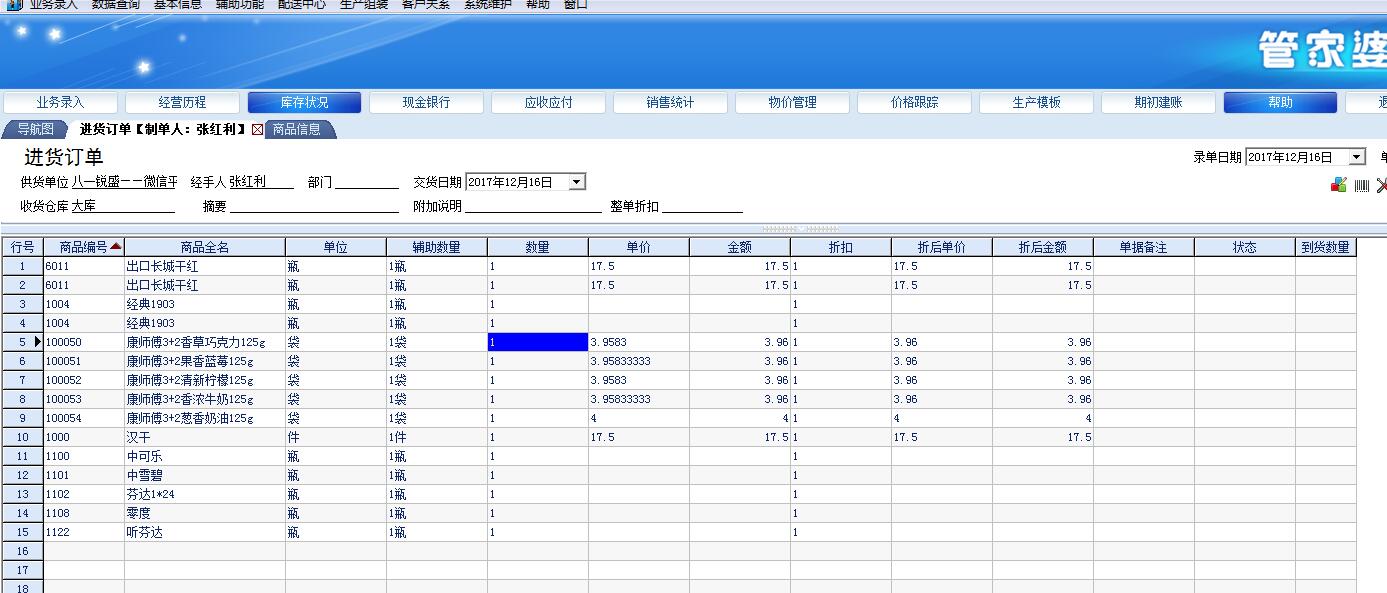 业务录入 数据查询 基本信息 辅助功能 配送中心 生产组装 客户关系 系统维护 帮助 窗口
管家婆
业务录入 经营历程 库存状况 现金银行 应收应付 销售统计 物价管理 价格跟踪 生产模板 期初建账 帮助
导航图 进货订单【制单人: 张红利】 商品信息
进货订单
录单日期 2017年12月16日
供货单位 八一锐盛一一微信平 经手人 张红利 部门 交货日期 2017年12月16日
收货仓库 大库 摘要 附加说明 整单折扣
行号 商品编号 商品全名 单位 辅助数量 数量 单价 金额 折扣 折后单价 折后金额 单据备注 状态 到货数量
1 6011 出口长城干红 瓶 1瓶 1 17.5 17.5 1 17.5 17.5
2 6011 出口长城干红 瓶 1瓶 1 17.5 17.5 1 17.5 17.5
3 1004 经典1903 瓶 1瓶 1 1
4 1004 经典1903 瓶 1瓶 1 1
5 100050 康师傅3+2香草巧克力125g 袋 1袋 1 3.9583 3.96 1 3.96 3.96
6 100051 康师傅3+2果香蓝莓125g 袋 1袋 1 3.95833333 3.96 1 3.96 3.96
7 100052 康师傅3+2清新柠檬125g 袋 1袋 1 3.9583 3.96 1 3.96 3.96
8 100053 康师傅3+2香浓牛奶125g 袋 1袋 1 3.95833333 3.96 1 3.96 3.96
9 100054 康师傅3+2葱香奶油125g 袋 1袋 1 4 4 1 4 4
10 1000 汉干 件 1件 1 17.5 17.5 1 17.5 17.5
11 1100 中可乐 瓶 1瓶 1 1
12 1101 中雪碧 瓶 1瓶 1 1
13 1102 芬达1*24 瓶 1瓶 1 1
14 1108 零度 瓶 1瓶 1 1
15 1122 听芬达 瓶 1瓶 1 1
16
17
18